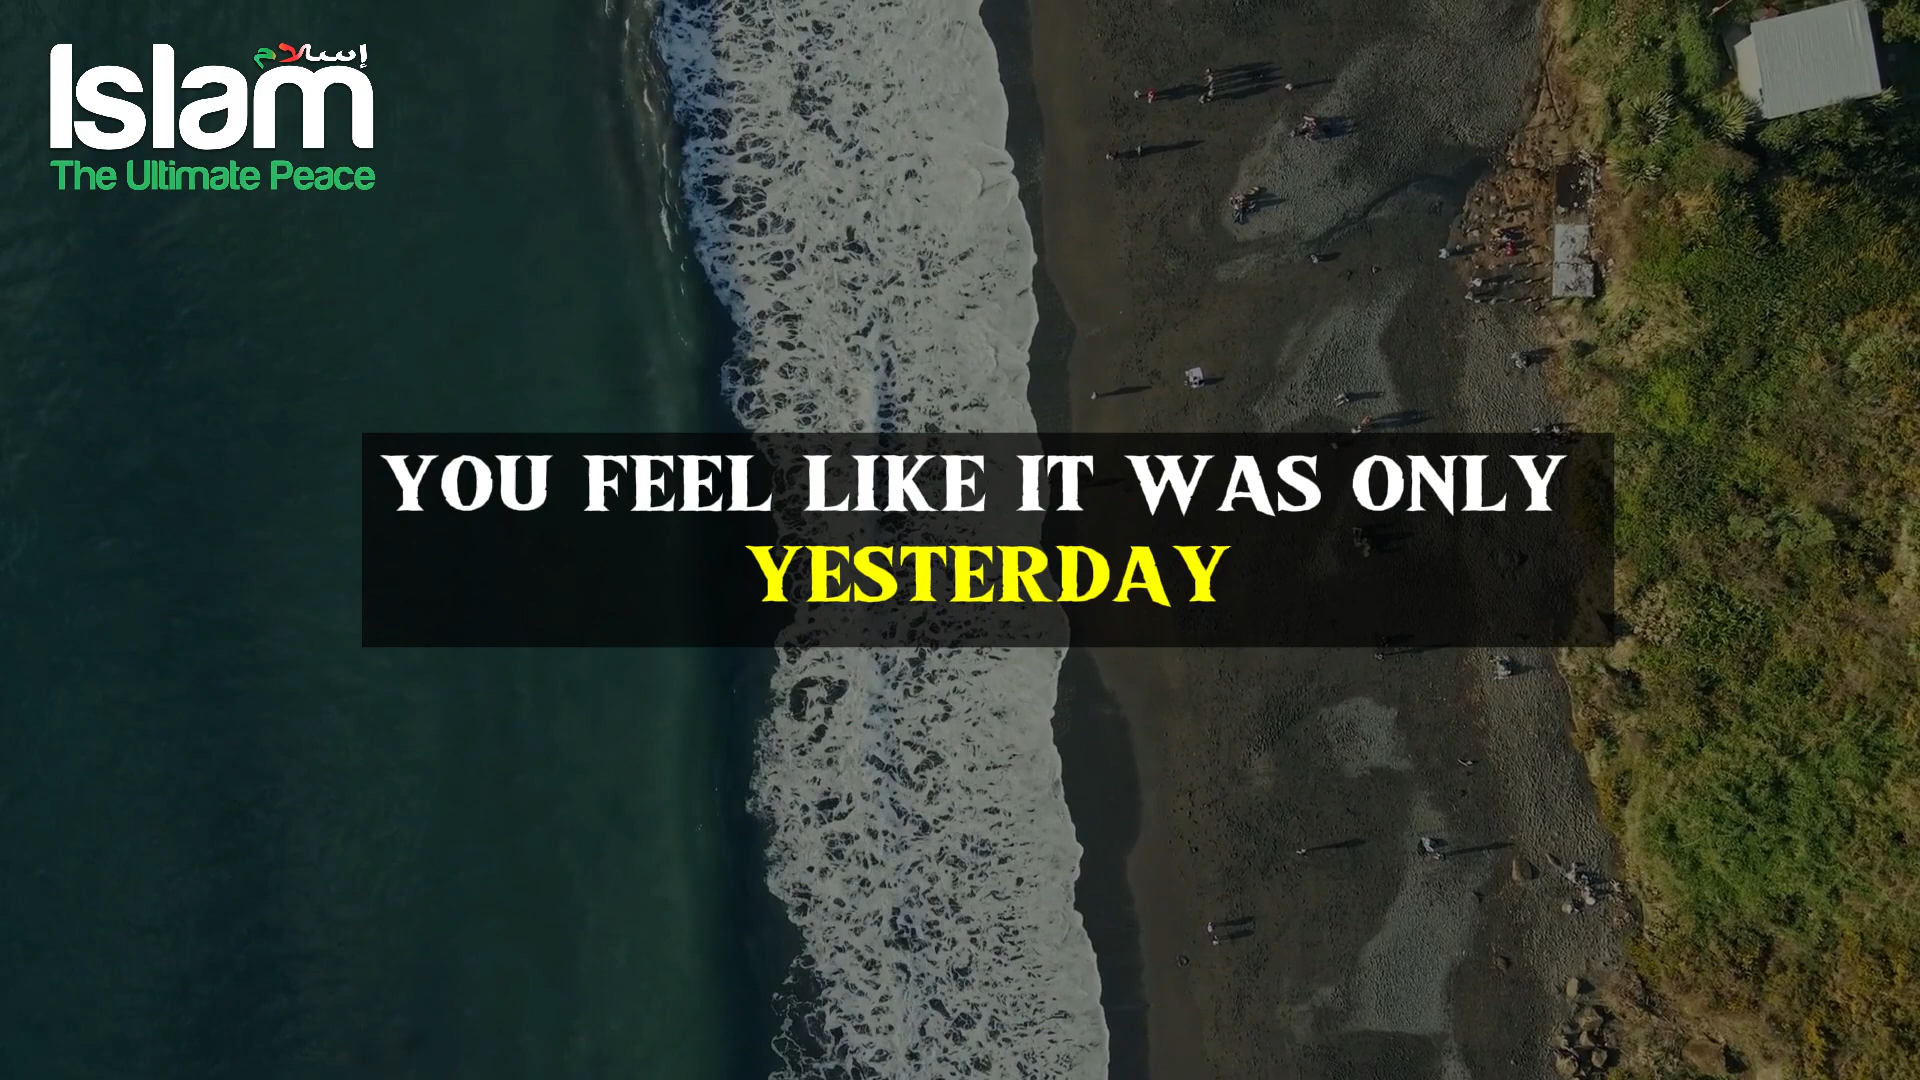 إسلام
Islam
The Ultimate Peace
YOU FEEL LIKE IT WAS ONLY
YESTERDAY